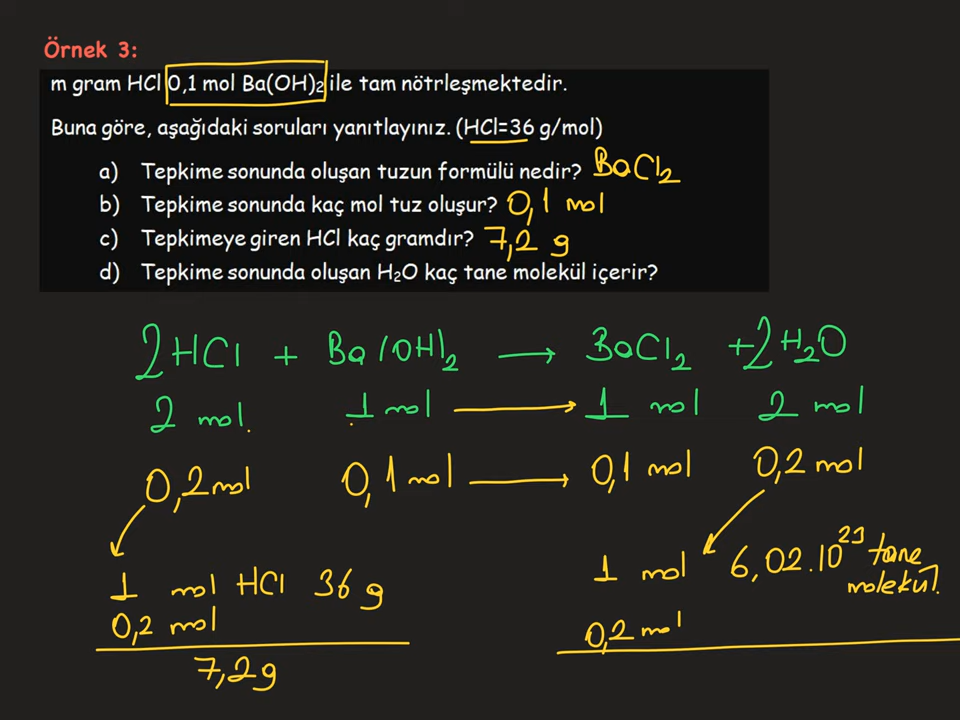 Örnek 3:
m gram HCl 0,1 mol Ba(OH)₂ ile tam nötrleşmektedir.
Buna göre, aşağıdaki soruları yanıtlayınız. (HCl=36 g/mol)
a) Tepkime sonunda oluşan tuzun formülü nedir? BaCl₂
b) Tepkime sonunda kaç mol tuz oluşur? 0,1 mol
c) Tepkimeye giren HCl kaç gramdır? 7,2 g
d) Tepkime sonunda oluşan H₂O kaç tane molekül içerir?
2HCl + Ba(OH)₂ → BaCl₂ + 2H₂O
2 mol 1 mol → 1 mol 2 mol
0,2 mol 0,1 mol → 0,1 mol 0,2 mol
1 mol HCl 36 g
0,2 mol
7,2 g
1 mol 6,02.10²³ tane
molekül.
0,2 mol